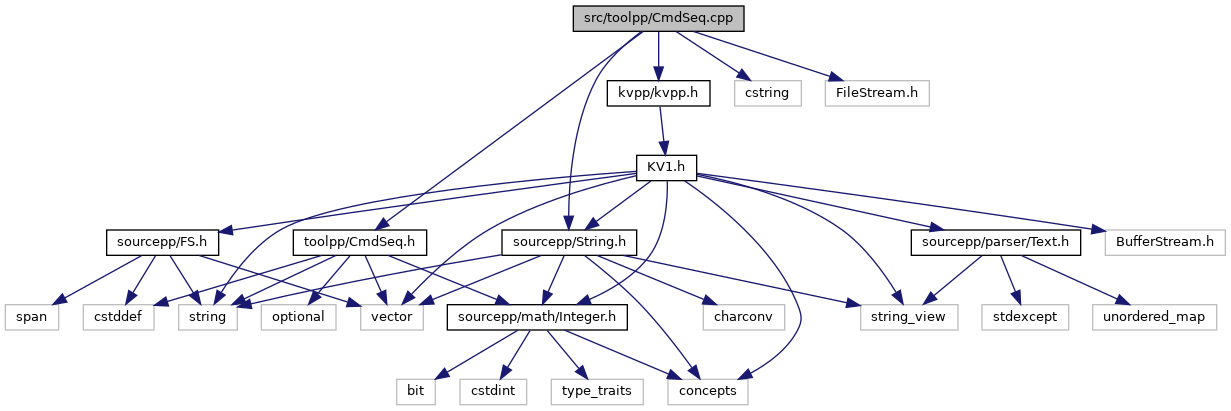 src/toolpp/CmdSeq.cpp
kvpp/kvpp.h
cstring
FileStream.h
KV1.h
sourcepp/FS.h
toolpp/CmdSeq.h
sourcepp/String.h
sourcepp/parser/Text.h
BufferStream.h
span
cstddef
string
optional
vector
sourcepp/math/Integer.h
charconv
string_view
stdexcept
unordered_map
bit
cstdint
type_traits
concepts